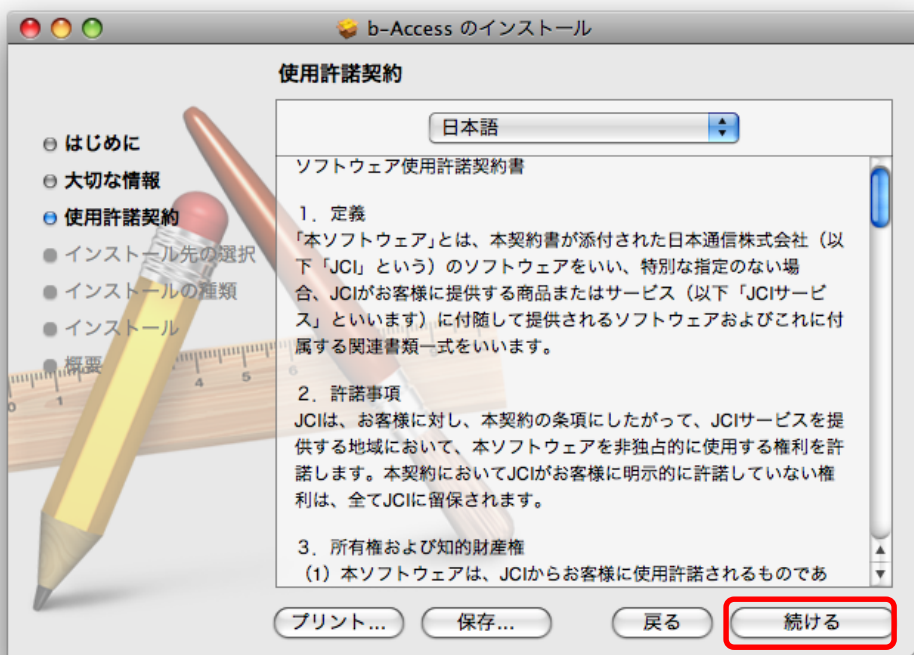 b-Access のインストール
使用許諾契約
はじめに
大切な情報
使用許諾契約
インストール先の選択
インストールの種類
インストール
概要
0 1 4 5 6
日本語
ソフトウェア使用許諾契約書
1．定義
「本ソフトウェア」とは、本契約書が添付された日本通信株式会社（以
下「JCI」という）のソフトウェアをいい、特別な指定のない場
合、JCIがお客様に提供する商品またはサービス（以下「JCIサービ
ス」といいます）に付随して提供されるソフトウェアおよびこれに付
属する関連書類一式をいいます。
2．許諾事項
JCIは、お客様に対し、本契約の条項にしたがって、JCIサービスを提
供する地域において、本ソフトウェアを非独占的に使用する権利を許
諾します。本契約においてJCIがお客様に明示的に許諾していない権
利は、全てJCIに留保されます。
3．所有権および知的財産権
（1）本ソフトウェアは、JCIからお客様に使用許諾されるものであ
プリント... 保存... 戻る 続ける